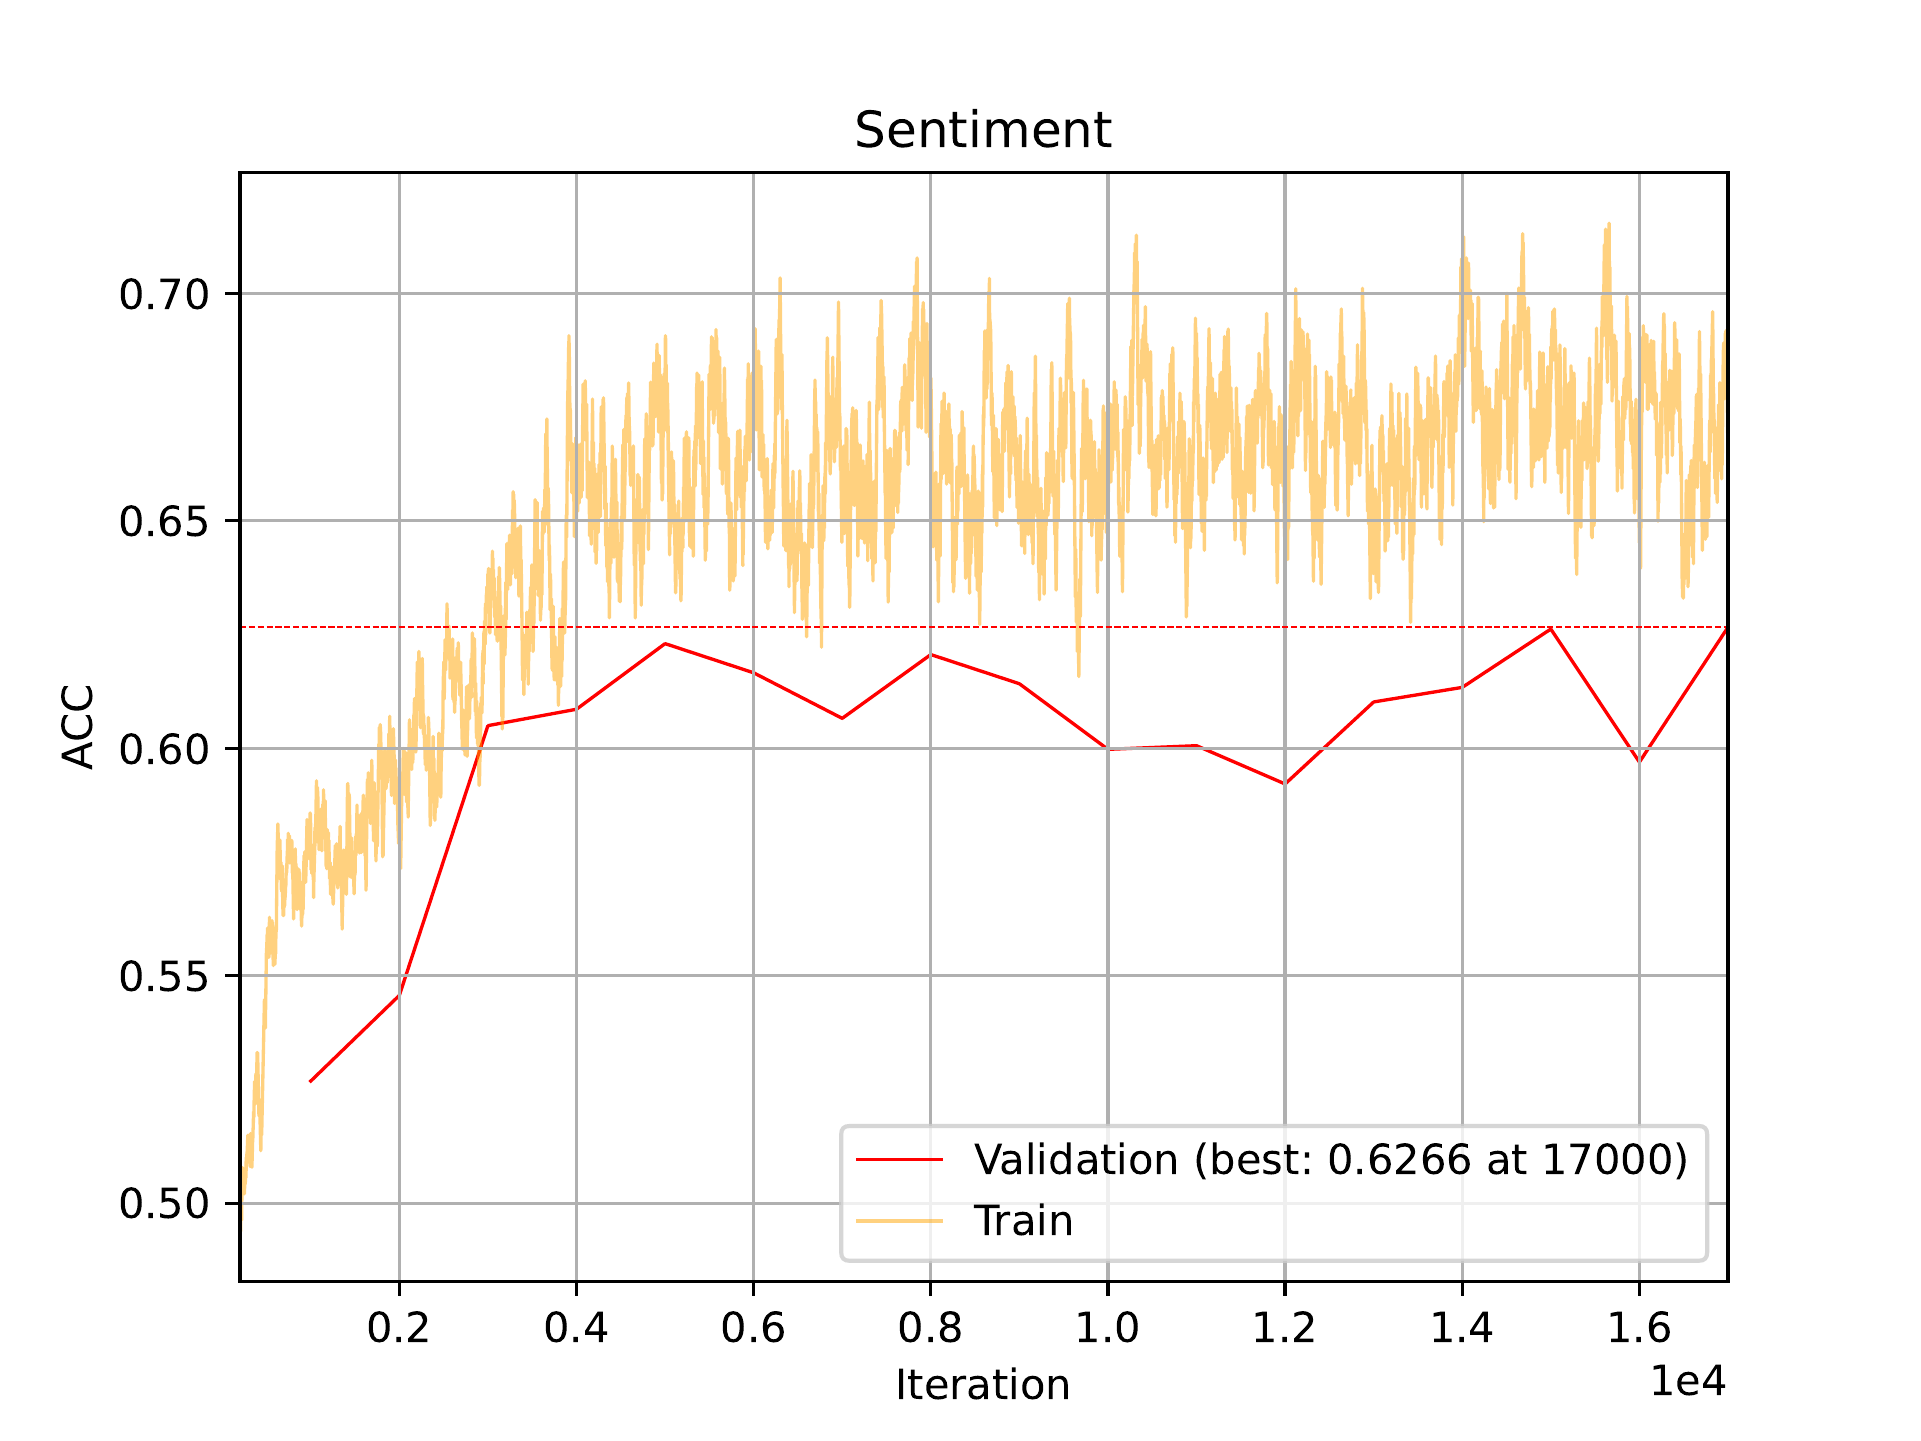 Sentiment
ACC
0.70
0.65
0.60
0.55
0.50
Validation (best: 0.6266 at 17000)
Train
0.2 0.4 0.6 0.8 1.0 1.2 1.4 1.6
1e4
Iteration